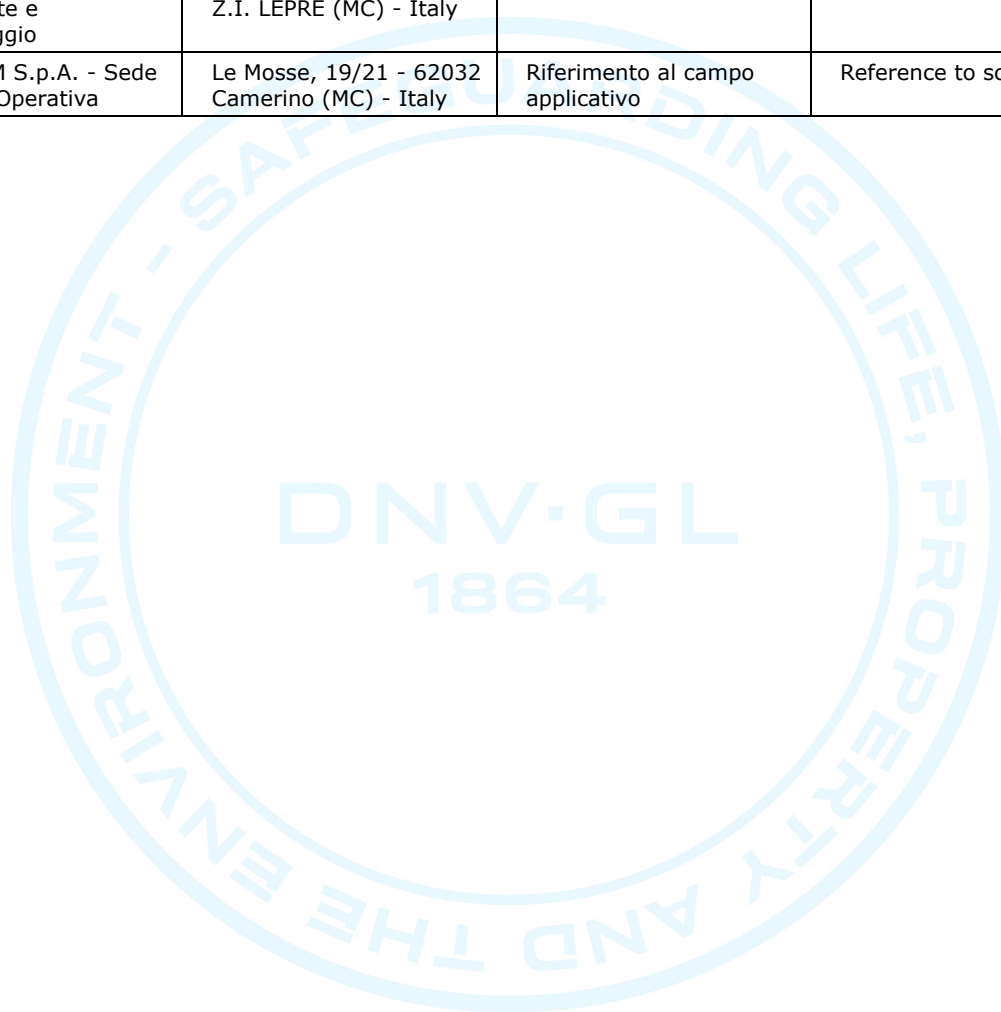 te e
ggio
Z.I. LEPRE (MC) - Italy
S.p.A. - Sede
Operativa
Le Mosse, 19/21 - 62032
Camerino (MC) - Italy
Riferimento al campo
applicativo
Reference to sc
SAFEGUARDING LIFE, PROPERTY AND THE ENVIRONMENT -
DNV·GL
1864